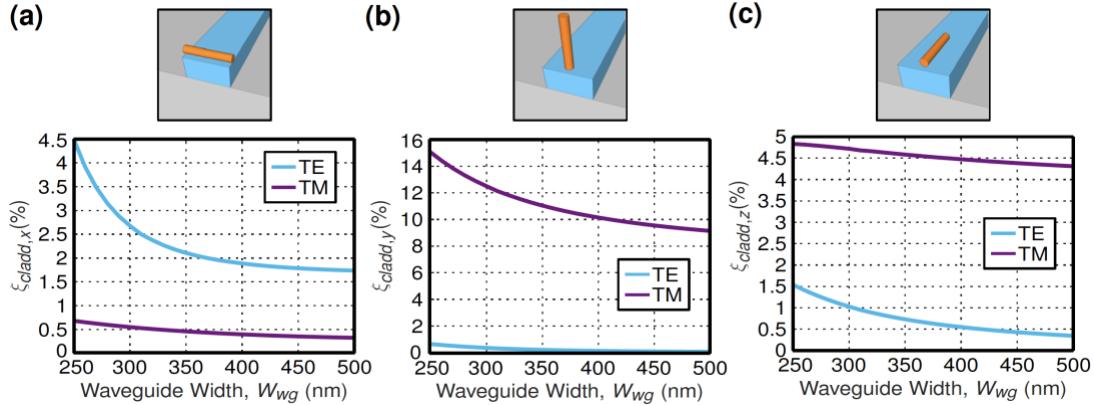 (a)
4.5
4
3.5
3
2.5
2
1.5
1
0.5
0
ξcladd,x(%)
TE
TM
250 300 350 400 450 500
Waveguide Width, Wwg (nm)
(b)
16
14
12
10
8
6
4
2
0
ξcladd,y(%)
TE
TM
250 300 350 400 450 500
Waveguide Width, Wwg (nm)
(c)
5
4.5
4
3.5
3
2.5
2
1.5
1
0.5
0
ξcladd,z(%)
TE
TM
250 300 350 400 450 500
Waveguide Width, Wwg (nm)